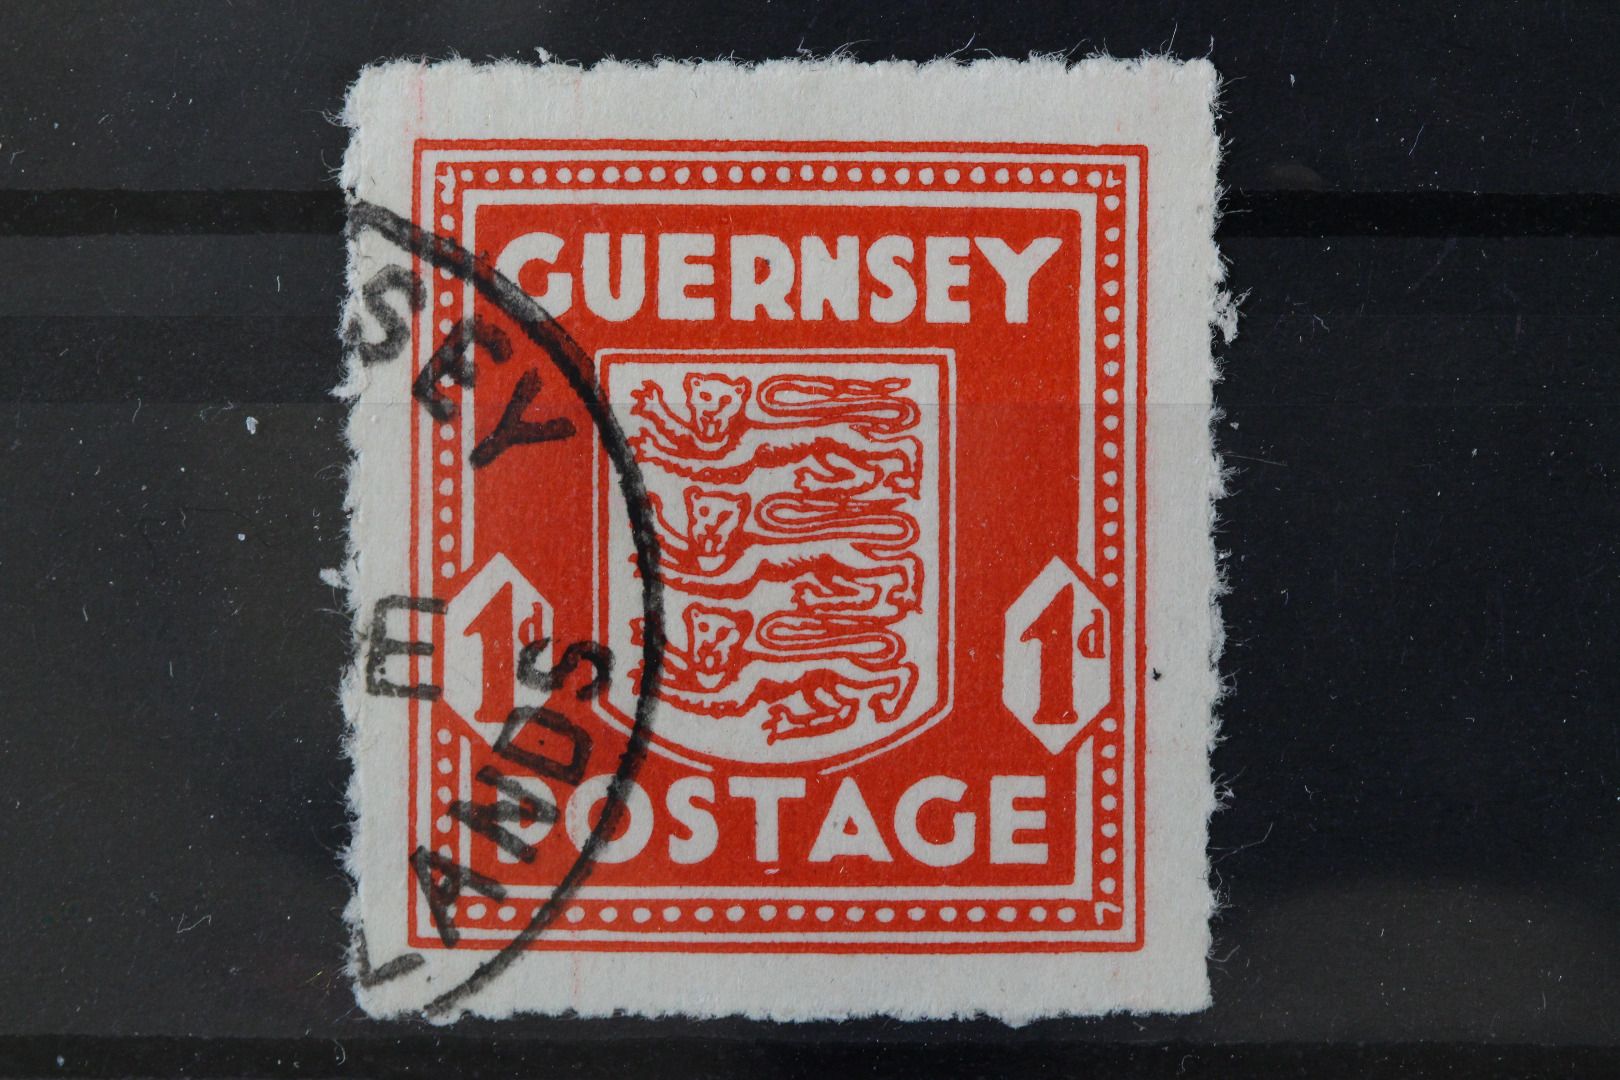 GUERNSEY
SEY
1d 1d
E
LANDS
POSTAGE